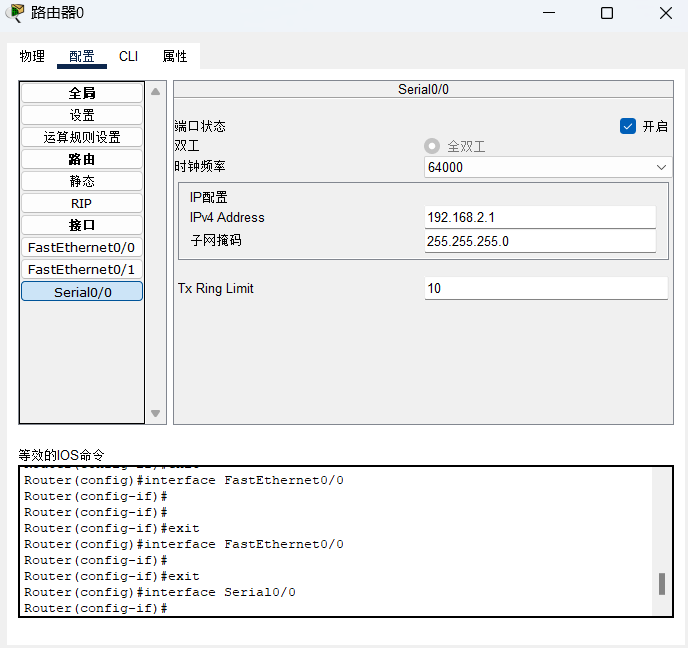 路由器0
物理 配置 CLI 属性
全局
设置
运算规则设置
路由
静态
RIP
接口
FastEthernet0/0
FastEthernet0/1
Serial0/0
Serial0/0
端口状态 开启
双工 全双工
时钟频率 64000
IP配置
IPv4 Address 192.168.2.1
子网掩码 255.255.255.0
Tx Ring Limit 10
等效的IOS命令
Router(config-if)#exit
Router(config)#interface FastEthernet0/0
Router(config-if)#
Router(config-if)#
Router(config-if)#exit
Router(config)#interface FastEthernet0/0
Router(config-if)#
Router(config-if)#exit
Router(config)#interface Serial0/0
Router(config-if)#